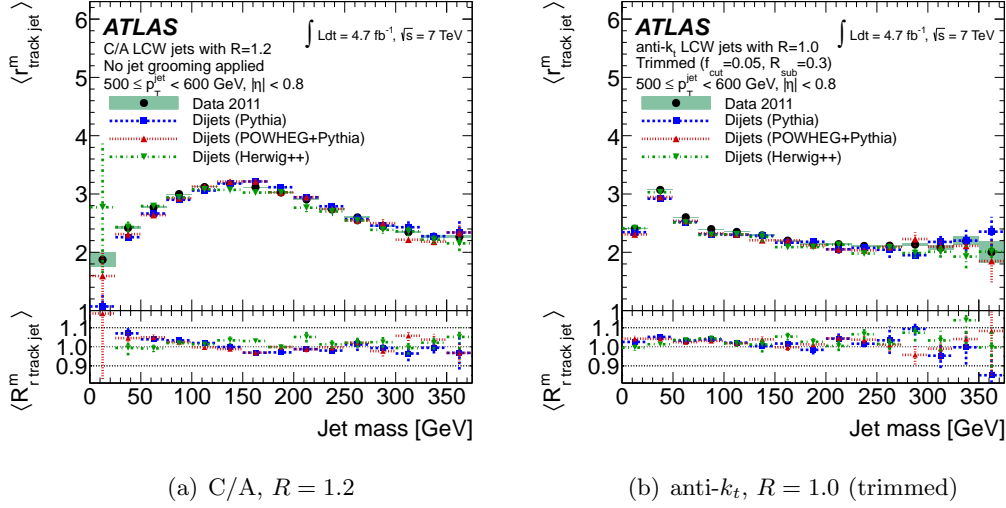 ⟨r^m_track jet⟩
6
5
4
3
2
1
ATLAS
∫ Ldt = 4.7 fb⁻¹, √s = 7 TeV
C/A LCW jets with R=1.2
No jet grooming applied
500 ≤ p_T^jet < 600 GeV, |η| < 0.8
Data 2011
Dijets (Pythia)
Dijets (POWHEG+Pythia)
Dijets (Herwig++)
⟨R^m_r track jet⟩
1.1
1.0
0.9
0 50 100 150 200 250 300 350
Jet mass [GeV]
(a) C/A, R = 1.2
⟨r^m_track jet⟩
6
5
4
3
2
1
ATLAS
∫ Ldt = 4.7 fb⁻¹, √s = 7 TeV
anti-k_t LCW jets with R=1.0
Trimmed (f_cut=0.05, R_sub=0.3)
500 ≤ p_T^jet < 600 GeV, |η| < 0.8
Data 2011
Dijets (Pythia)
Dijets (POWHEG+Pythia)
Dijets (Herwig++)
⟨R^m_r track jet⟩
1.1
1.0
0.9
0 50 100 150 200 250 300 350
Jet mass [GeV]
(b) anti-k_t, R = 1.0 (trimmed)